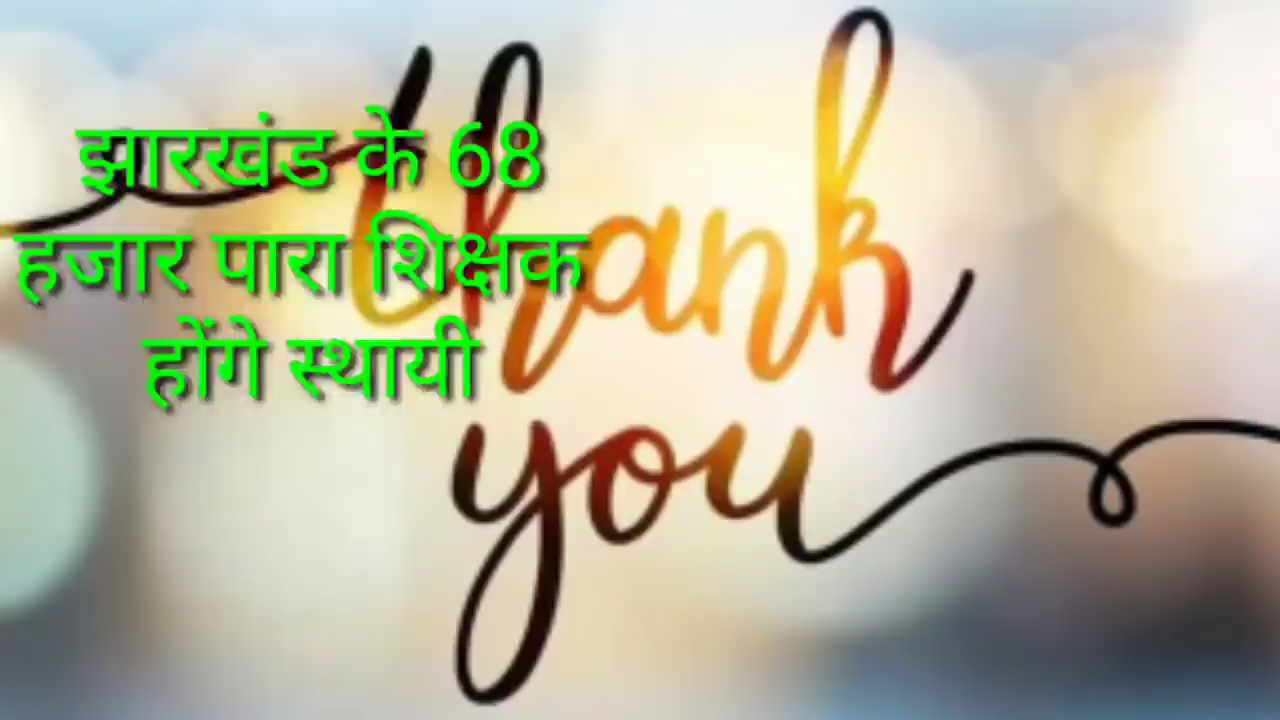 झारखंड के 68
हजार पारा शिक्षक
होंगे स्थायी
thank
you